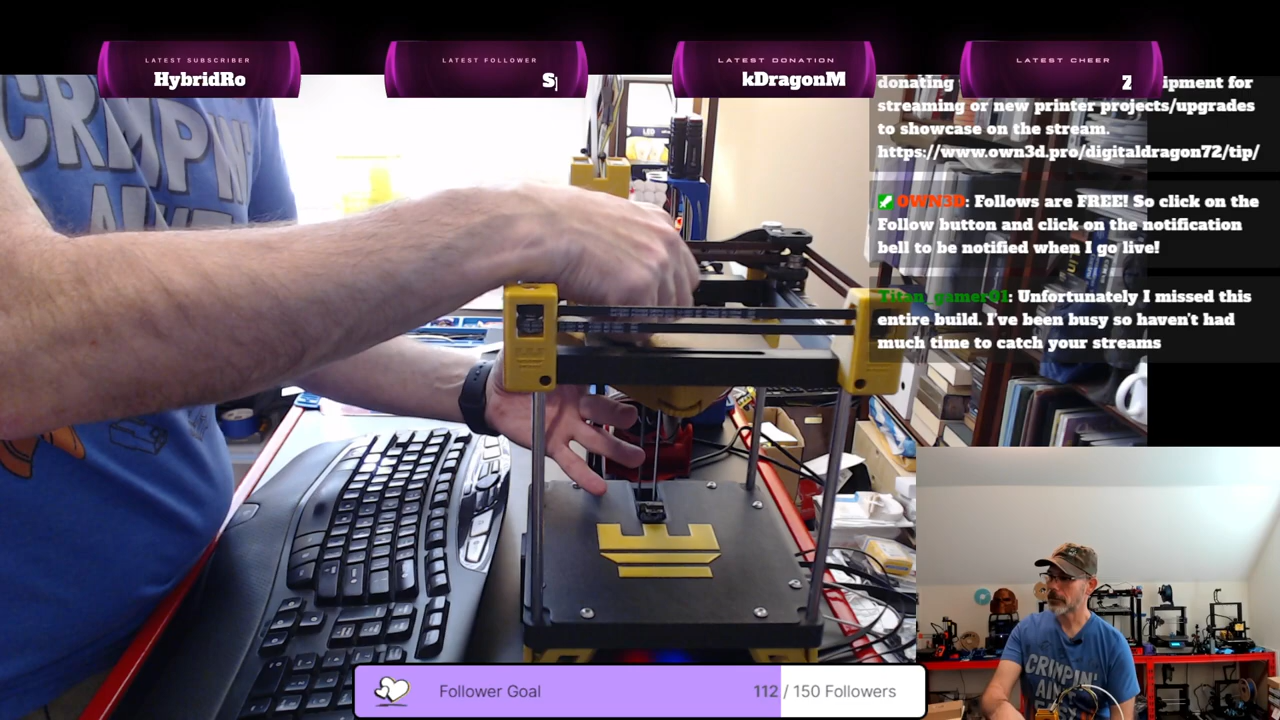 LATEST SUBSCRIBER
HybridRo
LATEST FOLLOWER
S
LATEST DONATION
kDragonM
LATEST CHEER
Z
donating
ipment for
streaming or new printer projects/upgrades
to showcase on the stream.
https://www.own3d.pro/digitaldragon72/tip/
OWN3D: Follows are FREE! So click on the
Follow button and click on the notification
bell to be notified when I go live!
Titan_gamer01: Unfortunately I missed this
entire build. I've been busy so haven't had
much time to catch your streams
CRIMPIN'
LED
CRIMPIN'
Follower Goal
112 / 150 Followers